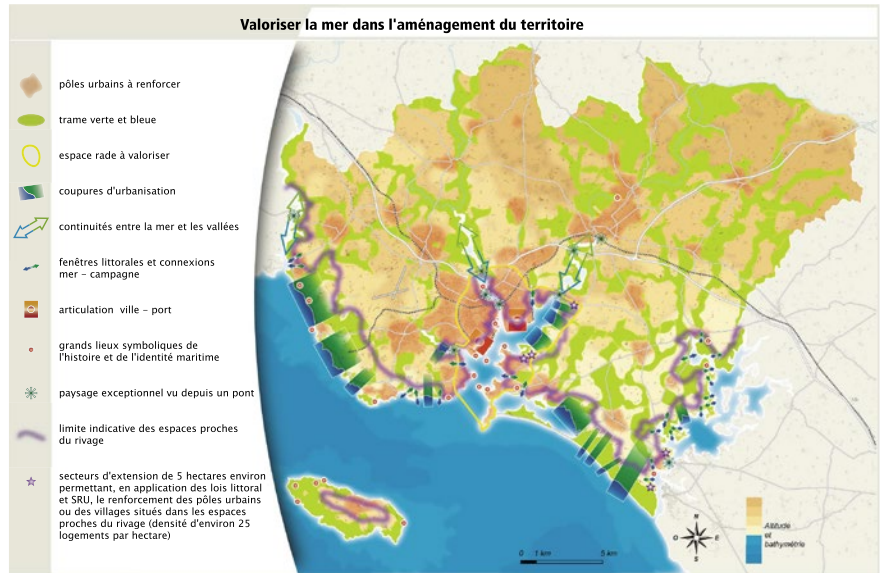 Valoriser la mer dans l'aménagement du territoire
pôles urbains à renforcer
trame verte et bleue
espace rade à valoriser
coupures d'urbanisation
continuités entre la mer et les vallées
fenêtres littorales et connexions
mer - campagne
articulation ville - port
grands lieux symboliques de
l'histoire et de l'identité maritime
paysage exceptionnel vu depuis un pont
limite indicative des espaces proches
du rivage
secteurs d'extension de 5 hectares environ
permettant, en application des lois littoral
et SRU, le renforcement des pôles urbains
ou des villages situés dans les espaces
proches du rivage (densité d'environ 25
logements par hectare)
N
O E
S
0 1 km 5 km
Altitude
et
bathymétrie